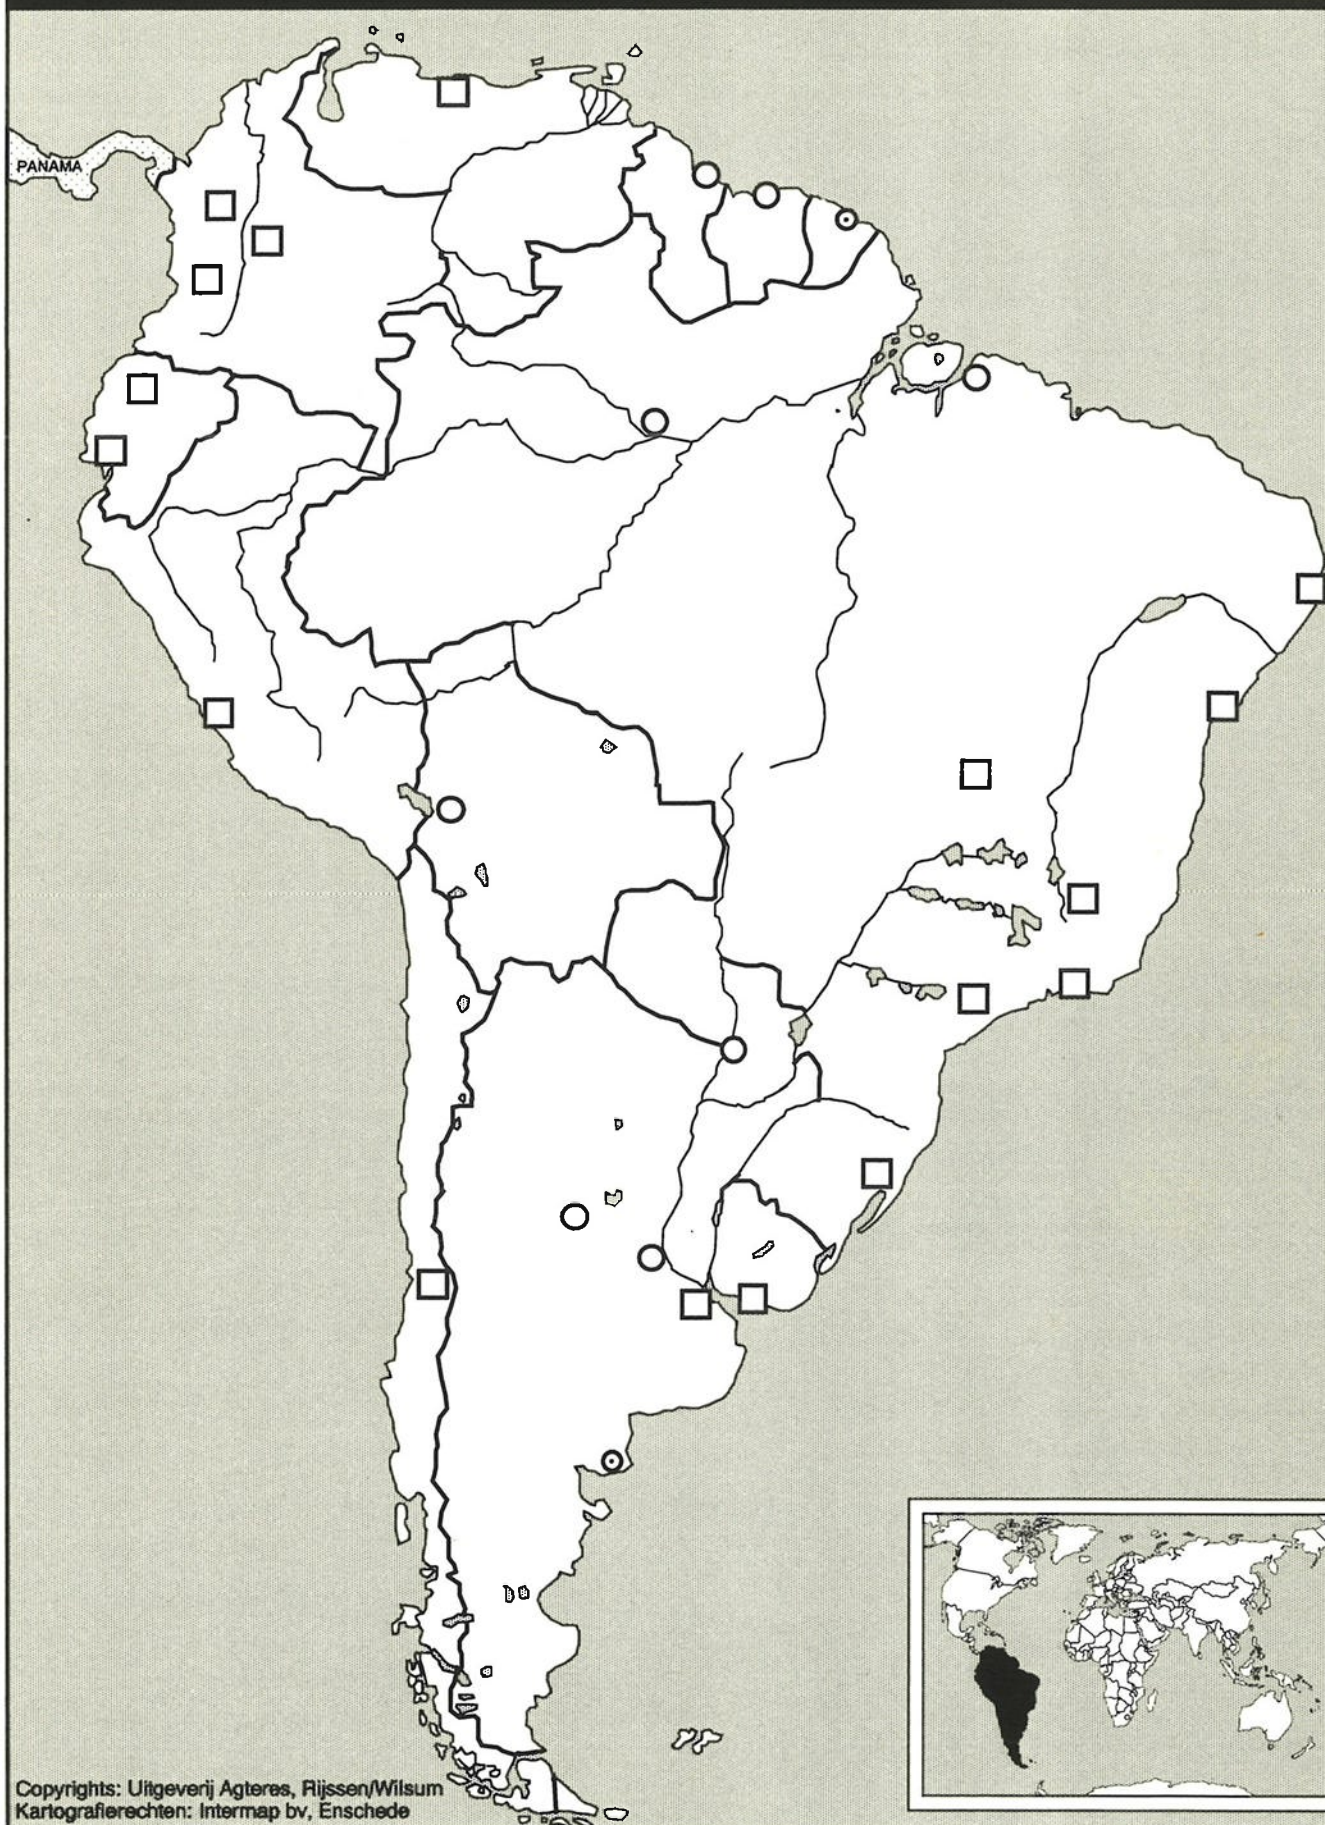 PANAMA
Copyrights: Uitgeverij Agteres, Rijssen/Wilsum
Kartografierechten: Intermap bv, Enschede